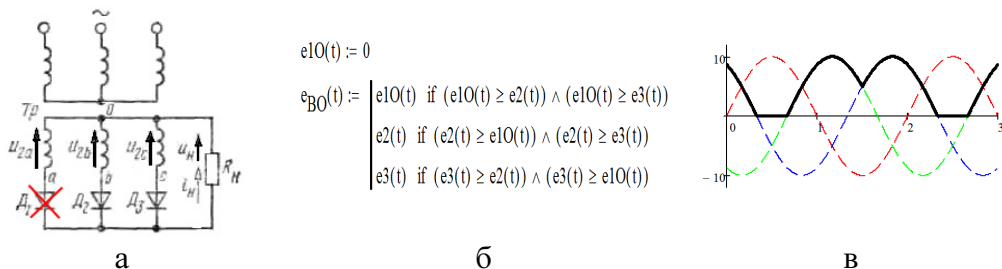 ~
Тр.
0
u2a
u2b
u2c
uн
iн
Rн
a
b
c
Д1
Д2
Д3
а
e1O(t) := 0
eBO(t) := | e1O(t) if (e1O(t) ≥ e2(t)) ∧ (e1O(t) ≥ e3(t))
e2(t) if (e2(t) ≥ e1O(t)) ∧ (e2(t) ≥ e3(t))
e3(t) if (e3(t) ≥ e2(t)) ∧ (e3(t) ≥ e1O(t))
б
10
0
1
2
3
− 10
в